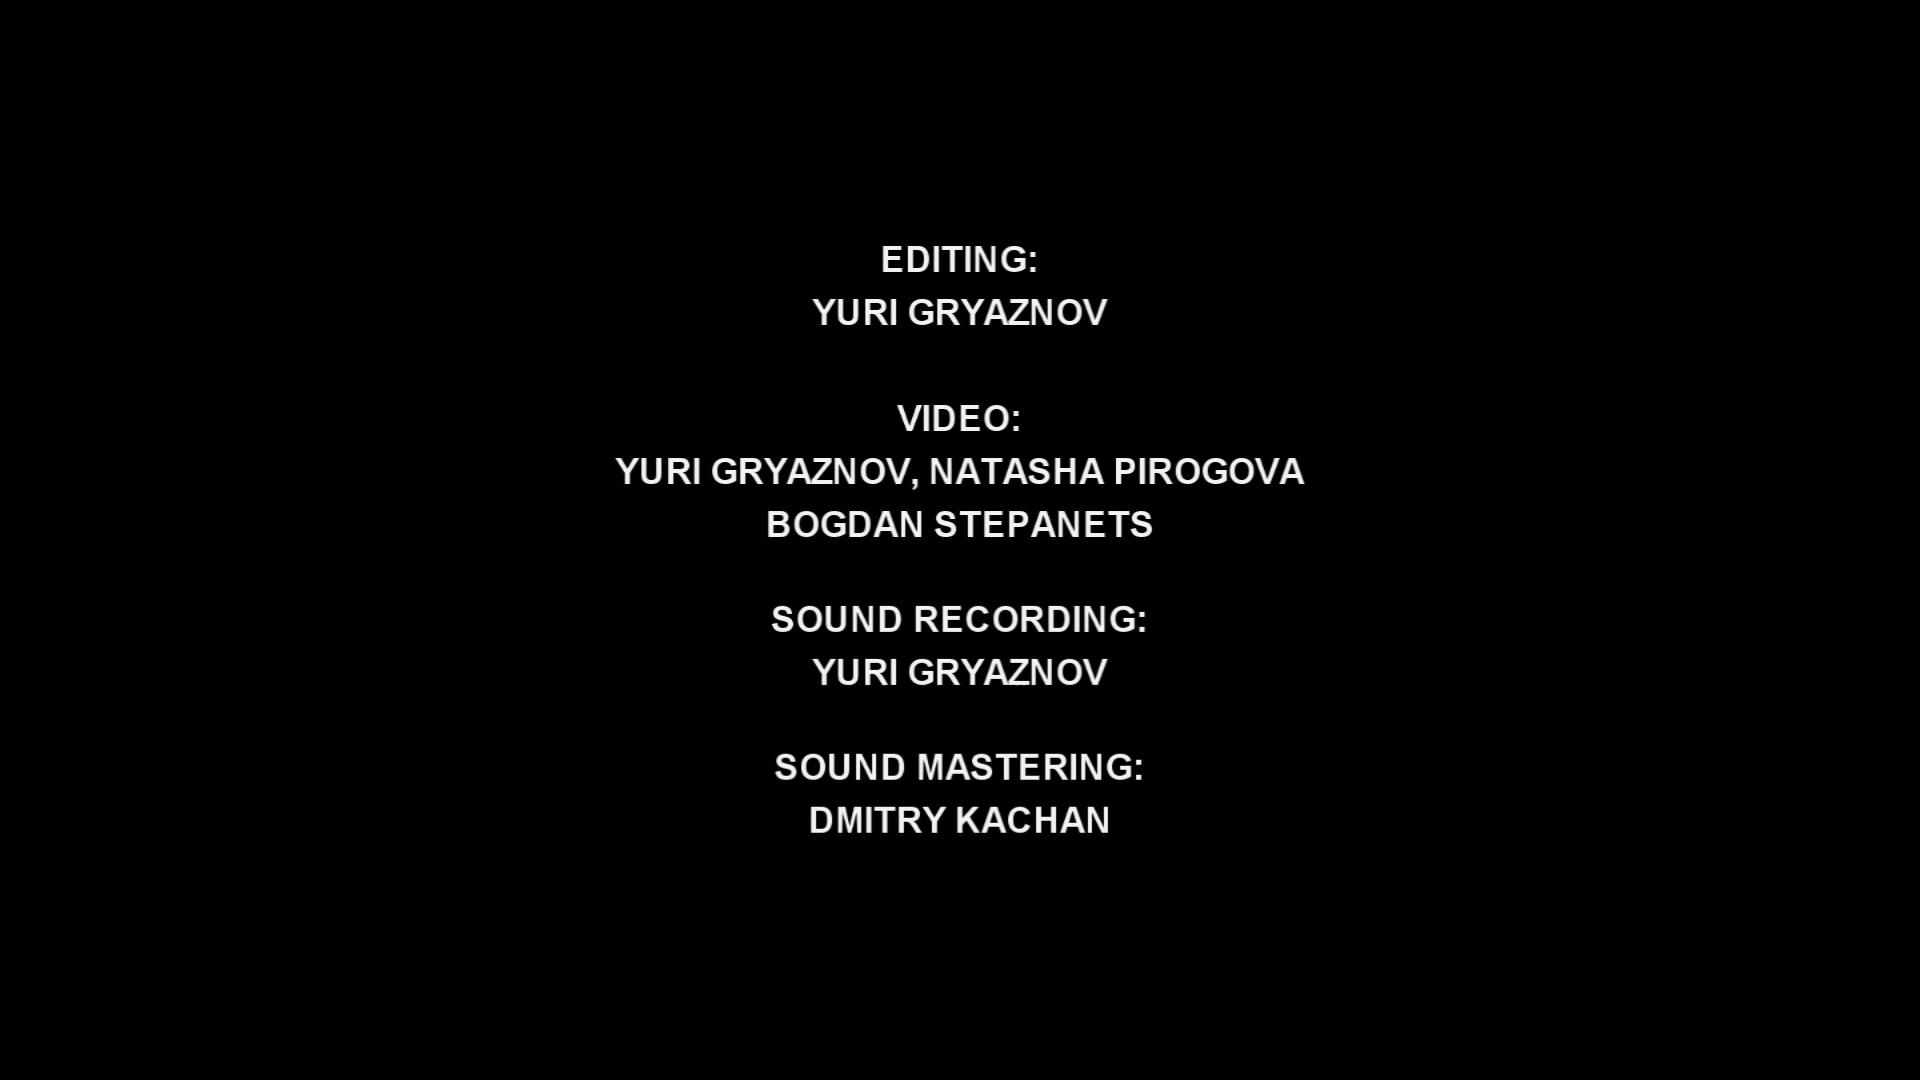 EDITING:
YURI GRYAZNOV
VIDEO:
YURI GRYAZNOV, NATASHA PIROGOVA
BOGDAN STEPANETS
SOUND RECORDING:
YURI GRYAZNOV
SOUND MASTERING:
DMITRY KACHAN